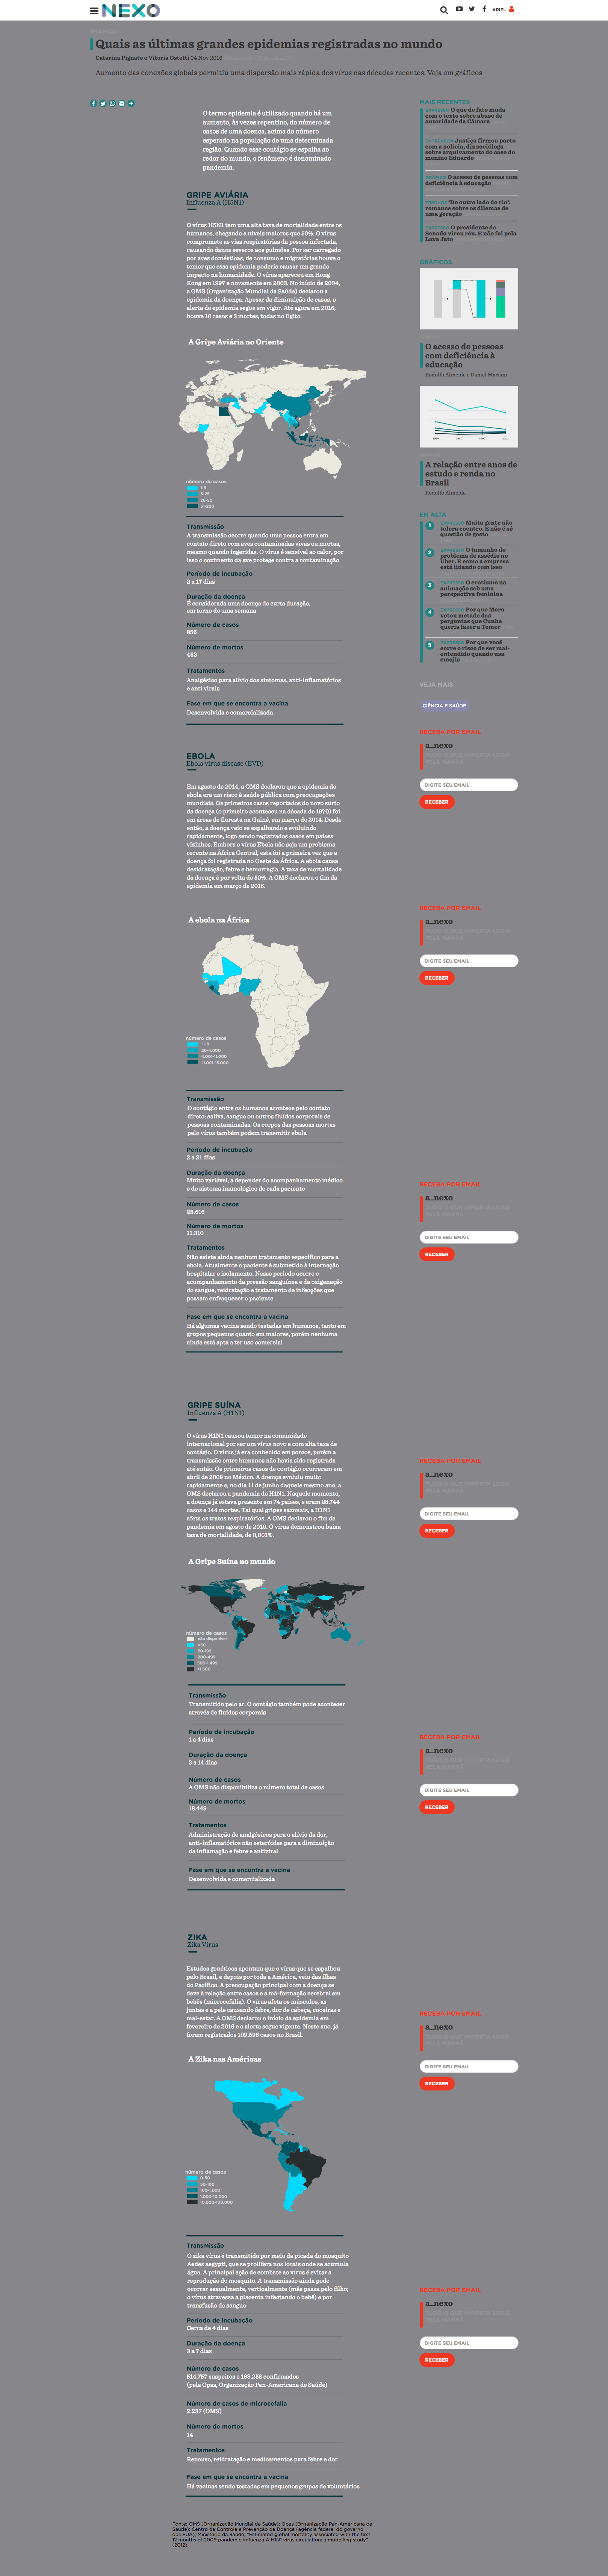 NEXO
ARIEL
Quais as últimas grandes epidemias registradas no mundo
Catarina Pignato e Vitoria Ostetti 04 Nov 2016
Aumento das conexões globais permitiu uma dispersão mais rápida dos vírus nas décadas recentes. Veja em gráficos
O termo epidemia é utilizado quando há um
aumento, às vezes repentino, do número de
casos de uma doença, acima do número
esperado na população de uma determinada
região. Quando esse contágio se espalha ao
redor do mundo, o fenômeno é denominado
pandemia.
GRIPE AVIÁRIA
Influenza A (H5N1)
O vírus H5N1 tem uma alta taxa de mortalidade entre os
humanos, chegando a níveis maiores que 50%. O vírus
compromete as vias respiratórias da pessoa infectada,
causando danos severos aos pulmões. Por ser carregado
por aves domésticas, de consumo e migratórias houve o
temor que essa epidemia poderia causar um grande
impacto na humanidade. O vírus apareceu em Hong
Kong em 1997 e novamente em 2003. No início de 2004,
a OMS (Organização Mundial da Saúde) declarou a
epidemia da doença. Apesar da diminuição de casos, o
alerta de epidemia segue em vigor. Até agora em 2016,
houve 10 casos e 3 mortes, todas no Egito.
A Gripe Aviária no Oriente
número de casos
1-5
Transmissão
A transmissão ocorre quando uma pessoa entra em
contato direto com aves contaminadas vivas ou mortas,
mesmo quando ingeridas. O vírus é sensível ao calor, por
isso o cozimento da ave protege contra a contaminação
Período de incubação
2 a 17 dias
Duração da doença
É considerada uma doença de curta duração,
em torno de uma semana
Número de casos
856
Número de mortos
452
Tratamentos
Analgésico para alívio dos sintomas, anti-inflamatórios
e anti virais
Fase em que se encontra a vacina
Desenvolvida e comercializada
EBOLA
Ebola virus disease (EVD)
Em agosto de 2014, a OMS declarou que a epidemia de
ebola era um risco à saúde pública com preocupações
mundiais. Os primeiros casos reportados do novo surto
da doença (o primeiro aconteceu na década de 1970) foi
em áreas de floresta na Guiné, em março de 2014. Desde
então, a doença veio se espalhando e evoluindo
rapidamente, logo sendo registrados casos em países
vizinhos. Embora o vírus Ebola não seja um problema
recente na África Central, esta foi a primeira vez que a
doença foi registrada no Oeste da África. A ebola causa
desidratação, febre e hemorragia. A taxa de mortalidade
da doença é por volta de 50%. A OMS declarou o fim da
epidemia em março de 2016.
A ebola na África
número de casos
Transmissão
O contágio entre os humanos acontece pelo contato
direto: saliva, sangue ou outros fluidos corporais de
pessoas contaminadas. Os corpos das pessoas mortas
pelo vírus também podem transmitir ebola
Período de incubação
2 a 21 dias
Duração da doença
Muito variável, a depender do acompanhamento médico
e do sistema imunológico de cada paciente
Número de casos
28.616
Número de mortos
11.310
Tratamentos
Não existe ainda nenhum tratamento específico para a
ebola. Atualmente o paciente é submetido à internação
hospitalar e isolamento. Nesse período ocorre o
acompanhamento da pressão sanguínea e da oxigenação
do sangue, reidratação e tratamento de infecções que
possam enfraquecer o paciente
Fase em que se encontra a vacina
Há algumas vacina sendo testadas em humanos, tanto em
grupos pequenos quanto em maiores, porém nenhuma
ainda está apta a ter uso comercial
GRIPE SUÍNA
Influenza A (H1N1)
O vírus H1N1 causou temor na comunidade
internacional por ser um vírus novo e com alta taxa de
contágio. O vírus já era conhecido em porcos, porém a
transmissão entre humanos não havia sido registrada
até então. Os primeiros casos de contágio ocorreram em
abril de 2009 no México. A doença evoluiu muito
rapidamente e, no dia 11 de junho daquele mesmo ano, a
OMS declarou a pandemia de H1N1. Naquele momento,
a doença já estava presente em 74 países, e eram 28.744
casos e 144 mortes. Tal qual gripes sazonais, a H1N1
afeta os tratos respiratórios. A OMS declarou o fim da
pandemia em agosto de 2010. O vírus demonstrou baixa
taxa de mortalidade, de 0,001%.
A Gripe Suína no mundo
número de casos
não disponível
Transmissão
Transmitido pelo ar. O contágio também pode acontecer
através de fluidos corporais
Período de incubação
1 a 4 dias
Duração da doença
3 a 14 dias
Número de casos
A OMS não disponibiliza o número total de casos
Número de mortos
18.449
Tratamentos
Administração de analgésicos para o alívio da dor,
anti-inflamatórios não esteróides para a diminuição
da inflamação e febre e antiviral
Fase em que se encontra a vacina
Desenvolvida e comercializada
ZIKA
Zika Vírus
Estudos genéticos apontam que o vírus que se espalhou
pelo Brasil, e depois por toda a América, veio das ilhas
do Pacífico. A preocupação principal com a doença se
deve à relação entre casos e a má-formação cerebral em
bebês (microcefalia). O vírus afeta os músculos, as
juntas e a pele causando febre, dor de cabeça, coceiras e
mal-estar. A OMS declarou o início da epidemia em
fevereiro de 2016 e o alerta segue vigente. Neste ano, já
foram registrados 109.596 casos no Brasil.
A Zika nas Américas
número de casos
Transmissão
O zika vírus é transmitido por meio da picada do mosquito
Aedes aegypti, que se prolifera nos locais onde se acumula
água. A principal ação de combate ao vírus é evitar a
reprodução do mosquito. A transmissão ainda pode
ocorrer sexualmente, verticalmente (mãe passa pelo filho;
o vírus atravessa a placenta infectando o bebê) e por
transfusão de sangue
Período de incubação
Cerca de 4 dias
Duração da doença
3 a 7 dias
Número de casos
514.757 suspeitos e 168.258 confirmados
(pela Opas, Organização Pan-Americana de Saúde)
Número de casos de microcefalia
2.237 (OMS)
Número de mortos
14
Tratamentos
Repouso, reidratação e medicamentos para febre e dor
Fase em que se encontra a vacina
Há vacinas sendo testadas em pequenos grupos de voluntários
Fonte: OMS (Organização Mundial da Saúde); Opas (Organização Pan-Americana de
Saúde); Centro de Controle e Prevenção de Doença (agência federal do governo
dos EUA); Ministério da Saúde; "Estimated global mortality associated with the first
12 months of 2009 pandemic influenza A H1N1 virus circulation: a modelling study"
(2012).
MAIS RECENTES
EXPRESSO O que de fato muda
com o texto sobre abuso de
autoridade da Câmara
ENTREVISTA Justiça firmou pacto
com a polícia, diz socióloga
sobre arquivamento do caso do
menino Eduardo
GRÁFICO O acesso de pessoas com
deficiência à educação
TRECHOS 'Do outro lado do rio':
romance sobre os dilemas de
uma geração
EXPRESSO O presidente do
Senado virou réu. E não foi pela
Lava Jato
GRÁFICOS
O acesso de pessoas
com deficiência à
educação
Rodolfo Almeida e Daniel Mariani
A relação entre anos de
estudo e renda no
Brasil
Rodolfo Almeida
EM ALTA
1 EXPRESSO Muita gente não
tolera coentro. E não é só
questão de gosto
2 EXPRESSO O tamanho do
problema de assédio no
Uber. E como a empresa
está lidando com isso
3 EXPRESSO O erotismo na
animação sob uma
perspectiva feminina
4 EXPRESSO Por que Moro
vetou metade das
perguntas que Cunha
queria fazer a Temer
5 EXPRESSO Por que você
corre o risco de ser mal-
entendido quando usa
emojis
VEJA MAIS
CIÊNCIA E SAÚDE
RECEBA POR EMAIL
a_nexo
DIGITE SEU EMAIL
RECEBER
RECEBA POR EMAIL
a_nexo
DIGITE SEU EMAIL
RECEBER
RECEBA POR EMAIL
a_nexo
DIGITE SEU EMAIL
RECEBER
RECEBA POR EMAIL
a_nexo
DIGITE SEU EMAIL
RECEBER
RECEBA POR EMAIL
a_nexo
DIGITE SEU EMAIL
RECEBER
RECEBA POR EMAIL
a_nexo
DIGITE SEU EMAIL
RECEBER
RECEBA POR EMAIL
a_nexo
DIGITE SEU EMAIL
RECEBER